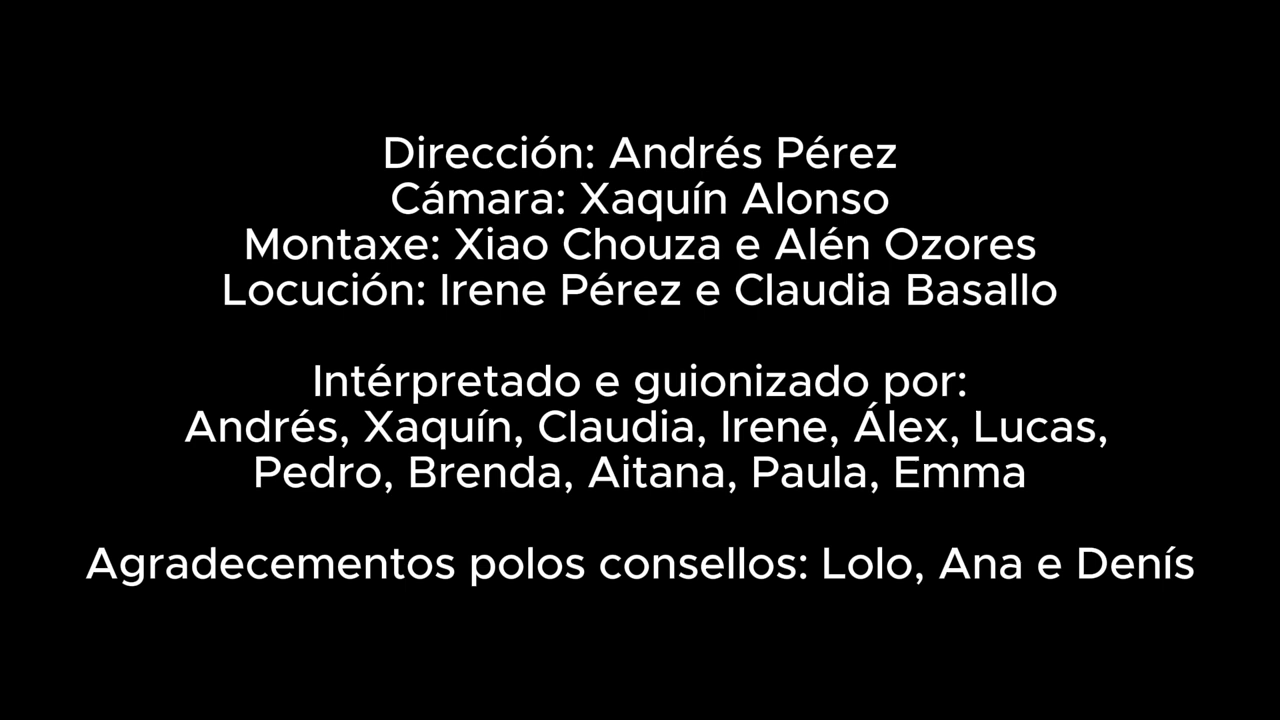 Dirección: Andrés Pérez
Cámara: Xaquín Alonso
Montaxe: Xiao Chouza e Alén Ozores
Locución: Irene Pérez e Claudia Basallo
Intérpretado e guionizado por:
Andrés, Xaquín, Claudia, Irene, Álex, Lucas,
Pedro, Brenda, Aitana, Paula, Emma
Agradecementos polos consellos: Lolo, Ana e Denís